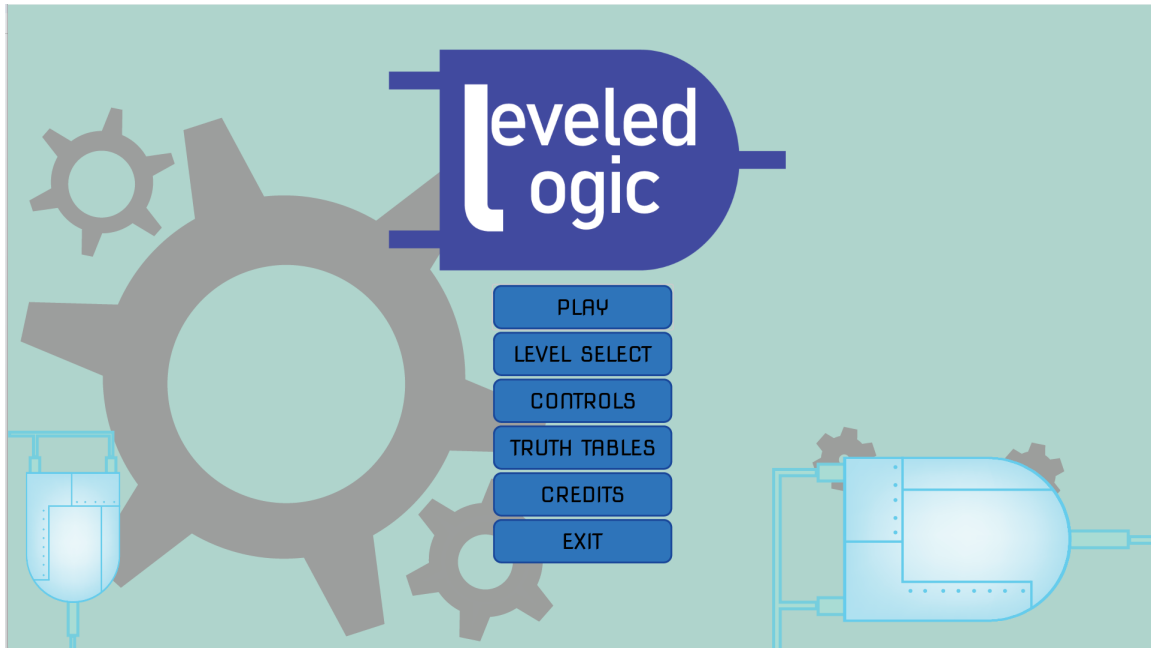 leveled
logic
PLAY
LEVEL SELECT
CONTROLS
TRUTH TABLES
CREDITS
EXIT